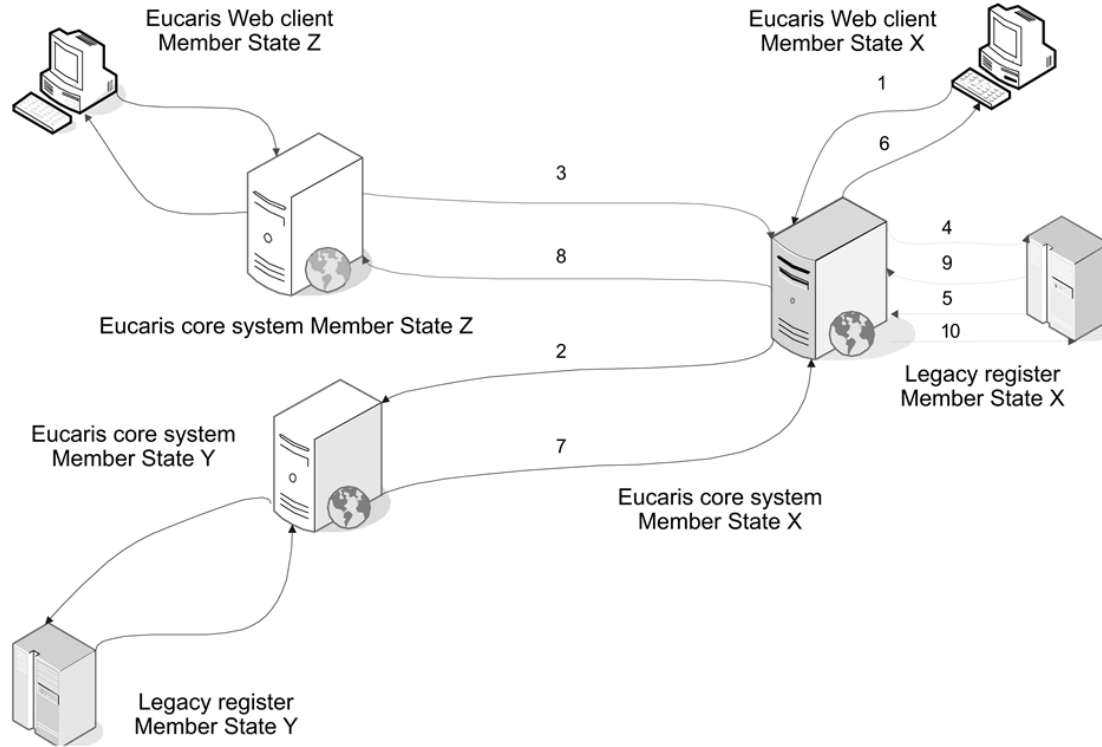 Eucaris Web client
Member State Z
Eucaris Web client
Member State X
1
6
3
4
8
9
5
10
Eucaris core system Member State Z
2
Legacy register
Member State X
Eucaris core system
Member State Y
7
Eucaris core system
Member State X
Legacy register
Member State Y